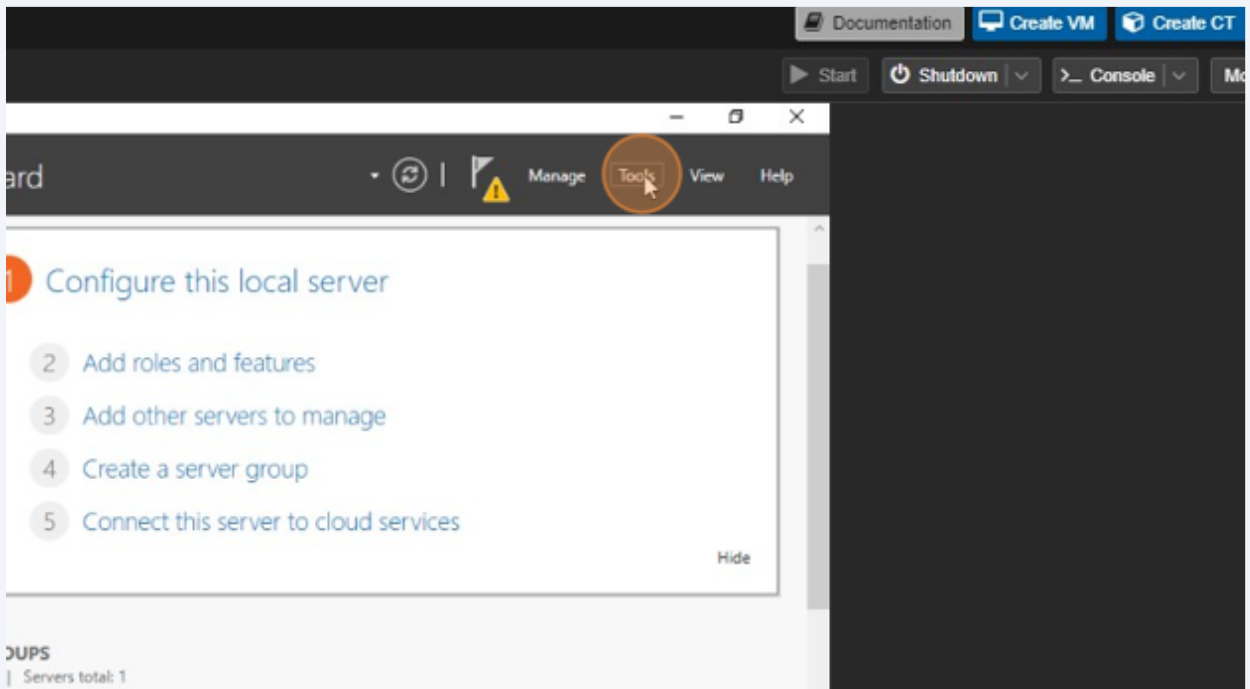 Documentation Create VM Create CT
Start Shutdown Console Mo
ard Manage Tools View Help
1 Configure this local server
2 Add roles and features
3 Add other servers to manage
4 Create a server group
5 Connect this server to cloud services
Hide
OUPS
| Servers total: 1